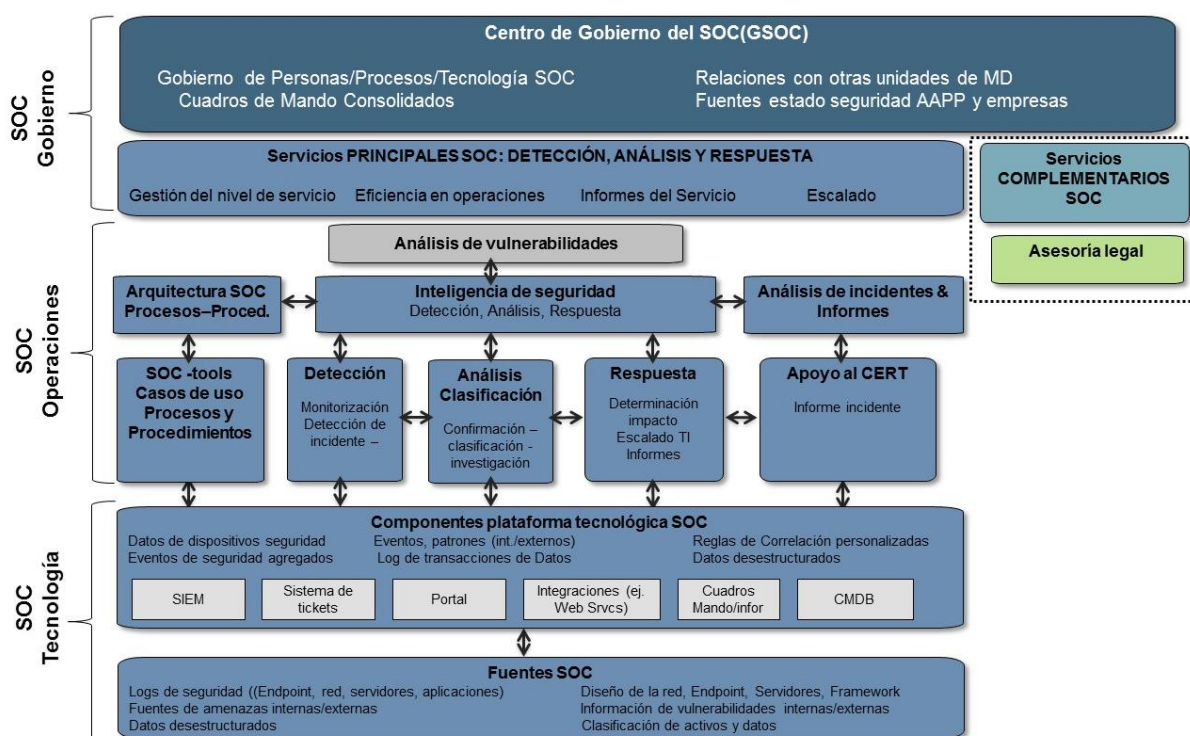 SOC
Gobierno
Centro de Gobierno del SOC(GSOC)
Gobierno de Personas/Procesos/Tecnología SOC
Cuadros de Mando Consolidados
Relaciones con otras unidades de MD
Fuentes estado seguridad AAPP y empresas
Servicios PRINCIPALES SOC: DETECCIÓN, ANÁLISIS Y RESPUESTA
Gestión del nivel de servicio
Eficiencia en operaciones
Informes del Servicio
Escalado
Servicios
COMPLEMENTARIOS
SOC
Asesoría legal
SOC
Operaciones
Análisis de vulnerabilidades
Arquitectura SOC
Procesos–Proced.
Inteligencia de seguridad
Detección, Análisis, Respuesta
Análisis de incidentes &
Informes
SOC -tools
Casos de uso
Procesos y
Procedimientos
Detección
Monitorización
Detección de
incidente –
Análisis
Clasificación
Confirmación –
clasificación -
investigación
Respuesta
Determinación
impacto
Escalado TI
Informes
Apoyo al CERT
Informe incidente
SOC
Tecnología
Componentes plataforma tecnológica SOC
Datos de dispositivos seguridad
Eventos de seguridad agregados
Eventos, patrones (int./externos)
Log de transacciones de Datos
Reglas de Correlación personalizadas
Datos desestructurados
SIEM
Sistema de
tickets
Portal
Integraciones (ej.
Web Srvcs)
Cuadros
Mando/infor
CMDB
Fuentes SOC
Logs de seguridad ((Endpoint, red, servidores, aplicaciones)
Fuentes de amenazas internas/externas
Datos desestructurados
Diseño de la red, Endpoint, Servidores, Framework
Información de vulnerabilidades internas/externas
Clasificación de activos y datos